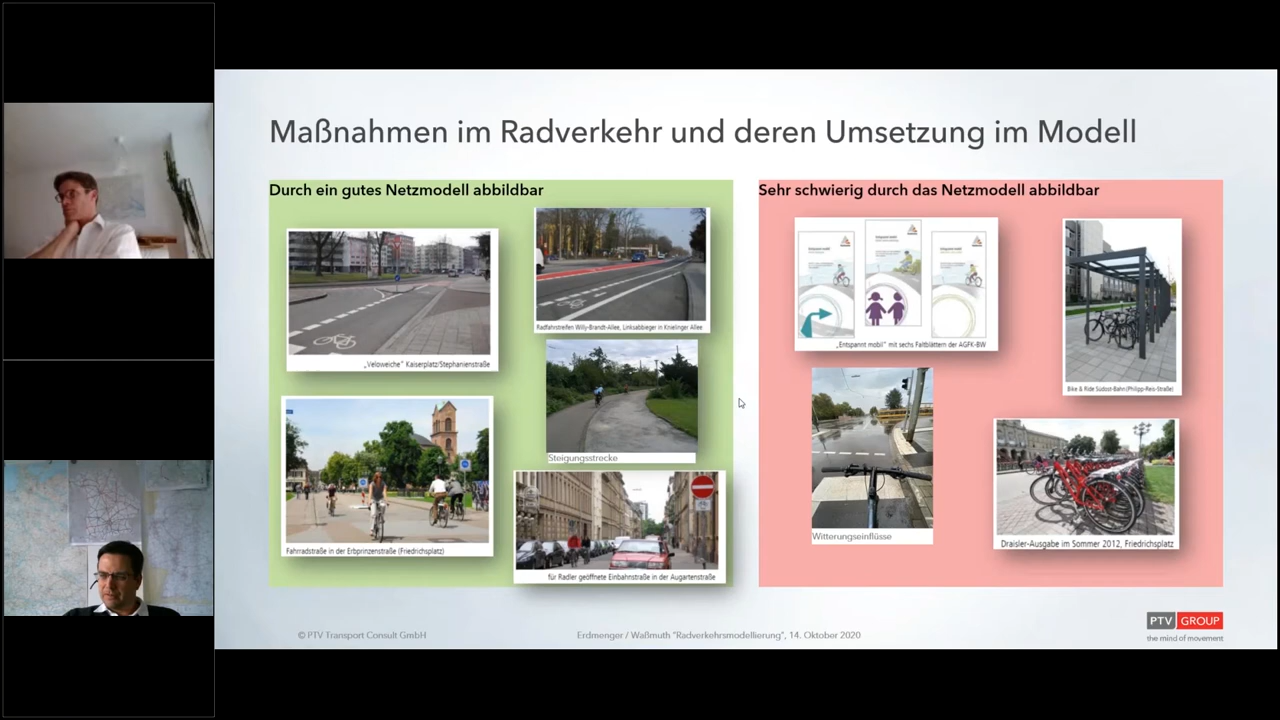 Maßnahmen im Radverkehr und deren Umsetzung im Modell
Durch ein gutes Netzmodell abbildbar
„Veloweiche" Kaiserplatz/Stephanienstraße
Radfahrstreifen Willy-Brandt-Allee, Linksabbieger in Knielinger Allee
Steigungsstrecke
Fahrradstraße in der Erbprinzenstraße (Friedrichsplatz)
für Radler geöffnete Einbahnstraße in der Augartenstraße
Sehr schwierig durch das Netzmodell abbildbar
„Entspannt mobil" mit sechs Faltblättern der AGFK-BW
Bike & Ride Südost-Bahn (Philipp-Reis-Straße)
Witterungseinflüsse
Draisler-Ausgabe im Sommer 2012, Friedrichsplatz
© PTV Transport Consult GmbH
Erdmenger / Waßmuth "Radverkehrsmodellierung", 14. Oktober 2020
PTV GROUP
the mind of movement